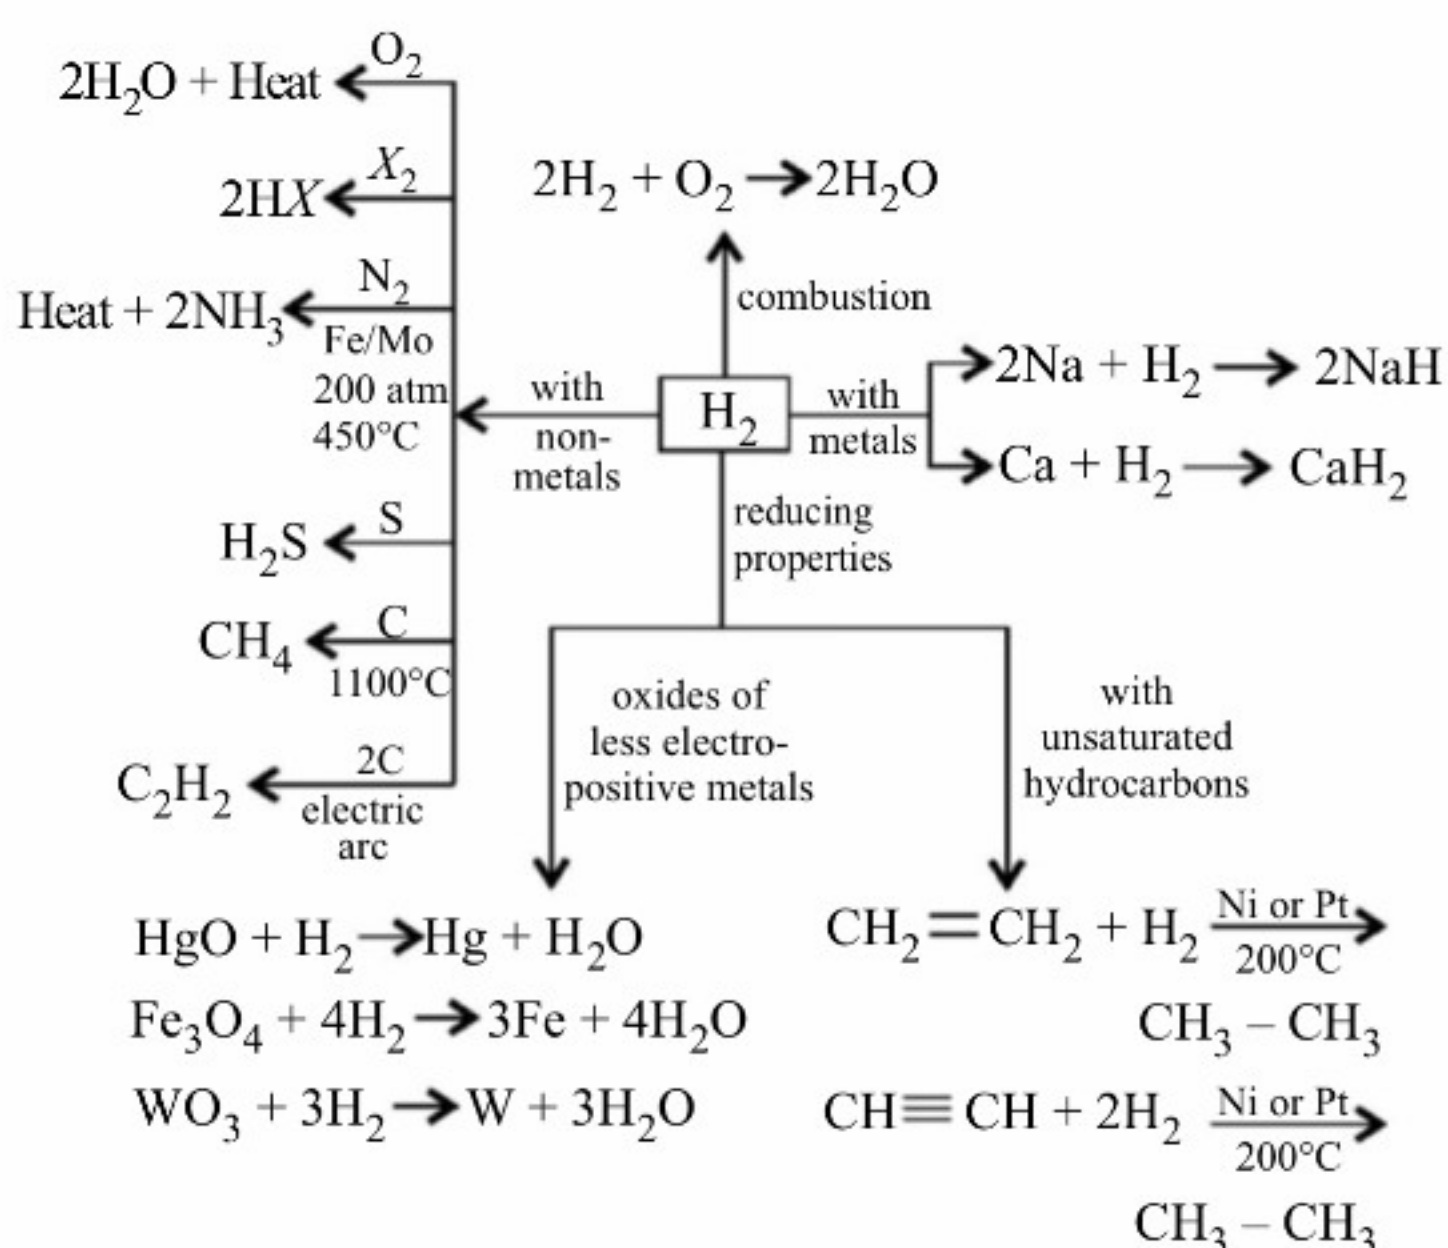 2H₂O + Heat ← O₂
2HX ← X₂
2H₂ + O₂ → 2H₂O
combustion
Heat + 2NH₃ ← N₂
Fe/Mo
200 atm
450°C
with
non-
metals
H₂
with
metals
2Na + H₂ → 2NaH
Ca + H₂ → CaH₂
H₂S ← S
CH₄ ← C
1100°C
C₂H₂ ← 2C
electric
arc
reducing
properties
oxides of
less electro-
positive metals
with
unsaturated
hydrocarbons
HgO + H₂ → Hg + H₂O
Fe₃O₄ + 4H₂ → 3Fe + 4H₂O
WO₃ + 3H₂ → W + 3H₂O
CH₂=CH₂ + H₂ Ni or Pt →
200°C
CH₃ – CH₃
CH≡CH + 2H₂ Ni or Pt →
200°C
CH₃ – CH₃